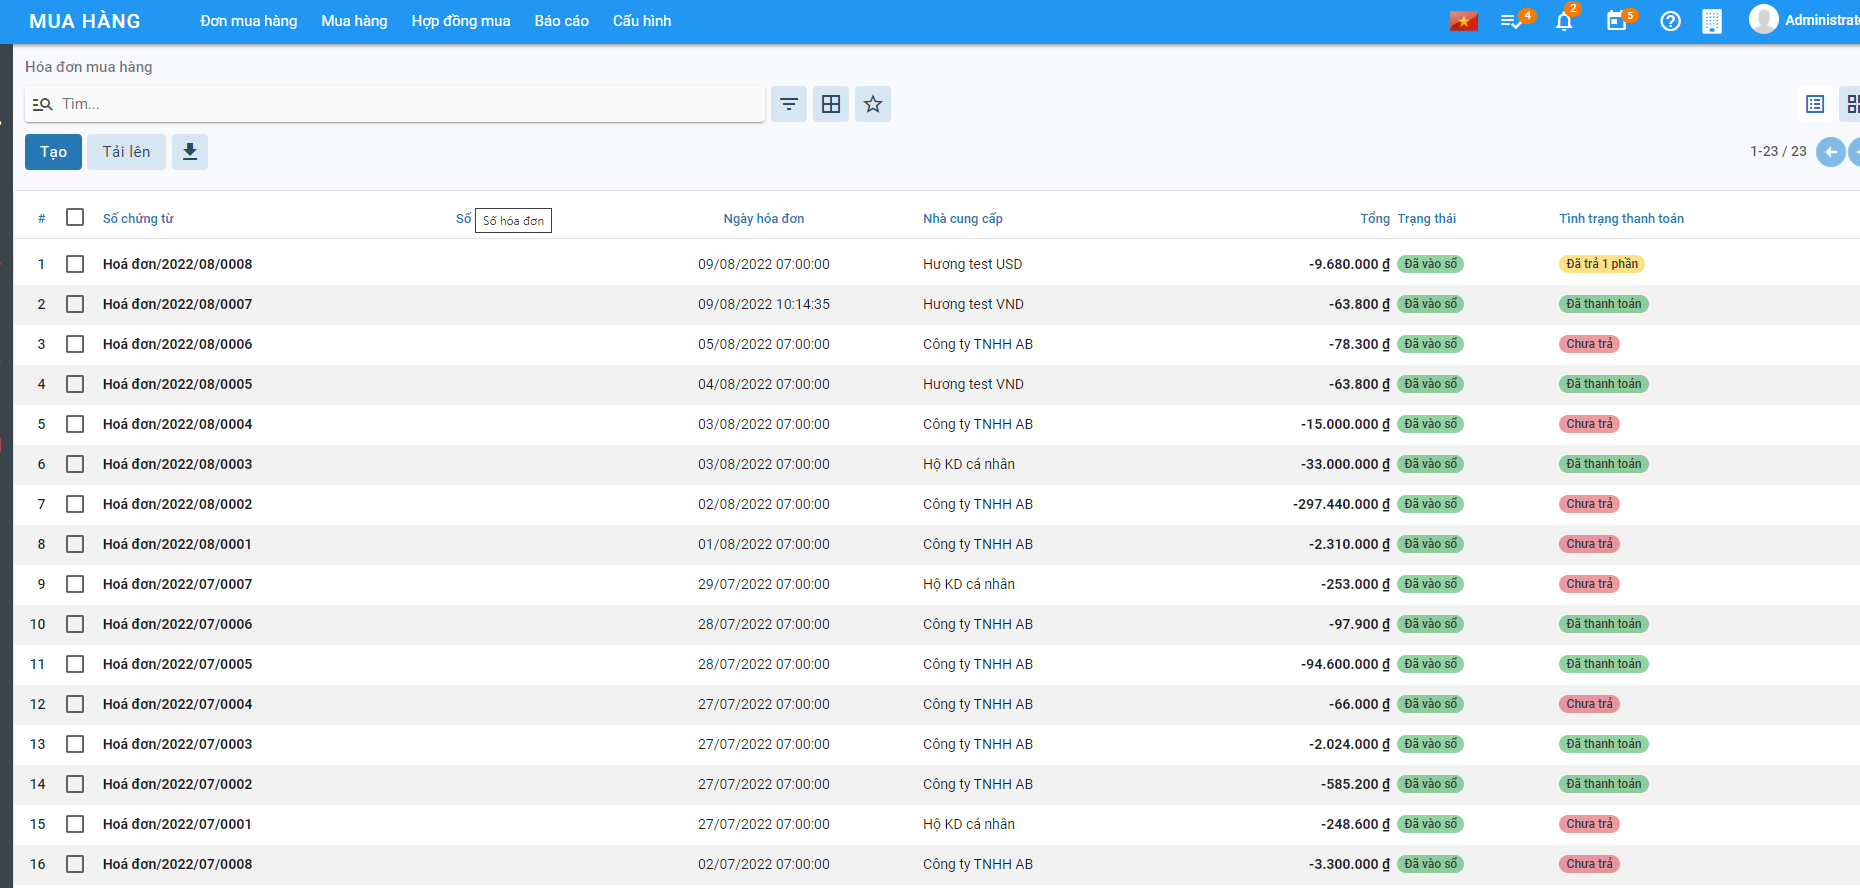 MUA HÀNG Đơn mua hàng Mua hàng Hợp đồng mua Báo cáo Cấu hình 4 2 5 Administrat
Hóa đơn mua hàng
Tìm...
Tạo Tải lên 1-23 / 23
# Số chứng từ Số Số hóa đơn Ngày hóa đơn Nhà cung cấp Tổng Trạng thái Tình trạng thanh toán
1 Hoá đơn/2022/08/0008 09/08/2022 07:00:00 Hương test USD -9.680.000 ₫ Đã vào sổ Đã trả 1 phần
2 Hoá đơn/2022/08/0007 09/08/2022 10:14:35 Hương test VND -63.800 ₫ Đã vào sổ Đã thanh toán
3 Hoá đơn/2022/08/0006 05/08/2022 07:00:00 Công ty TNHH AB -78.300 ₫ Đã vào sổ Chưa trả
4 Hoá đơn/2022/08/0005 04/08/2022 07:00:00 Hương test VND -63.800 ₫ Đã vào sổ Đã thanh toán
5 Hoá đơn/2022/08/0004 03/08/2022 07:00:00 Công ty TNHH AB -15.000.000 ₫ Đã vào sổ Chưa trả
6 Hoá đơn/2022/08/0003 03/08/2022 07:00:00 Hộ KD cá nhân -33.000.000 ₫ Đã vào sổ Đã thanh toán
7 Hoá đơn/2022/08/0002 02/08/2022 07:00:00 Công ty TNHH AB -297.440.000 ₫ Đã vào sổ Chưa trả
8 Hoá đơn/2022/08/0001 01/08/2022 07:00:00 Công ty TNHH AB -2.310.000 ₫ Đã vào sổ Chưa trả
9 Hoá đơn/2022/07/0007 29/07/2022 07:00:00 Hộ KD cá nhân -253.000 ₫ Đã vào sổ Chưa trả
10 Hoá đơn/2022/07/0006 28/07/2022 07:00:00 Công ty TNHH AB -97.900 ₫ Đã vào sổ Đã thanh toán
11 Hoá đơn/2022/07/0005 28/07/2022 07:00:00 Công ty TNHH AB -94.600.000 ₫ Đã vào sổ Đã thanh toán
12 Hoá đơn/2022/07/0004 27/07/2022 07:00:00 Công ty TNHH AB -66.000 ₫ Đã vào sổ Chưa trả
13 Hoá đơn/2022/07/0003 27/07/2022 07:00:00 Công ty TNHH AB -2.024.000 ₫ Đã vào sổ Đã thanh toán
14 Hoá đơn/2022/07/0002 27/07/2022 07:00:00 Công ty TNHH AB -585.200 ₫ Đã vào sổ Đã thanh toán
15 Hoá đơn/2022/07/0001 27/07/2022 07:00:00 Hộ KD cá nhân -248.600 ₫ Đã vào sổ Chưa trả
16 Hoá đơn/2022/07/0008 02/07/2022 07:00:00 Công ty TNHH AB -3.300.000 ₫ Đã vào sổ Chưa trả